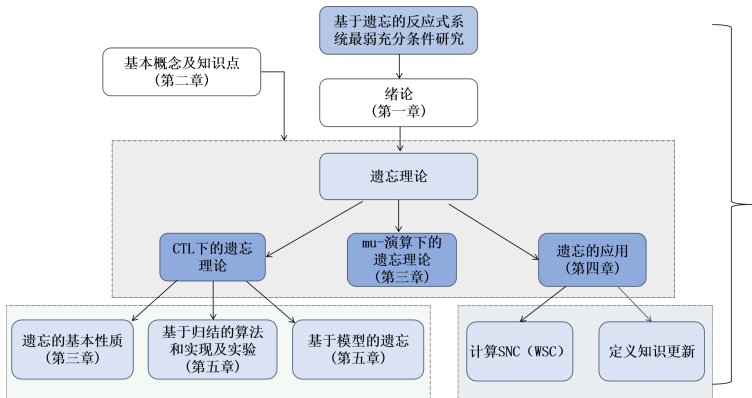 基于遗忘的反应式系
统最弱充分条件研究
基本概念及知识点
(第二章)
绪论
(第一章)
遗忘理论
CTL下的遗忘
理论
mu-演算下的
遗忘理论
(第三章)
遗忘的应用
(第四章)
遗忘的基本性质
(第三章)
基于归结的算法
和实现及实验
(第五章)
基于模型的遗忘
(第五章)
计算SNC（WSC）
定义知识更新